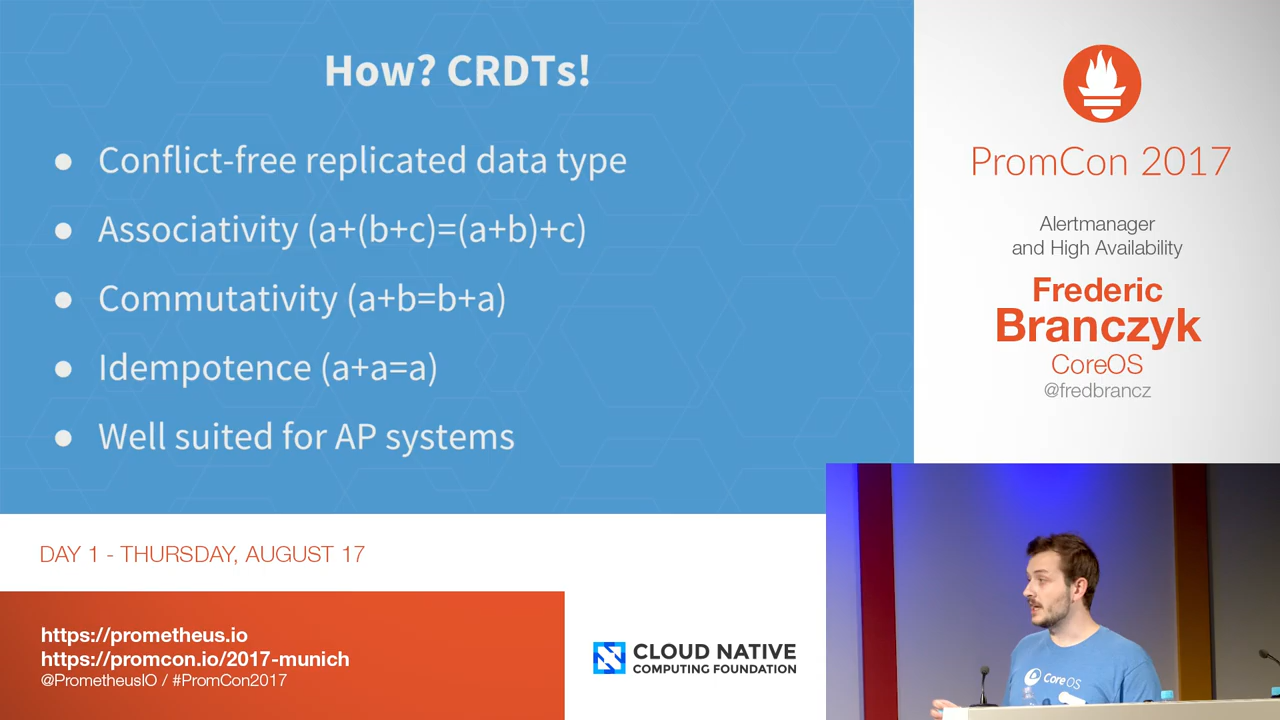 How? CRDTs!
● Conflict-free replicated data type
● Associativity (a+(b+c)=(a+b)+c)
● Commutativity (a+b=b+a)
● Idempotence (a+a=a)
● Well suited for AP systems
PromCon 2017
Alertmanager
and High Availability
Frederic
Branczyk
CoreOS
@fredbrancz
DAY 1 - THURSDAY, AUGUST 17
https://prometheus.io
https://promcon.io/2017-munich
@PrometheusIO / #PromCon2017
CLOUD NATIVE
COMPUTING FOUNDATION
Core OS